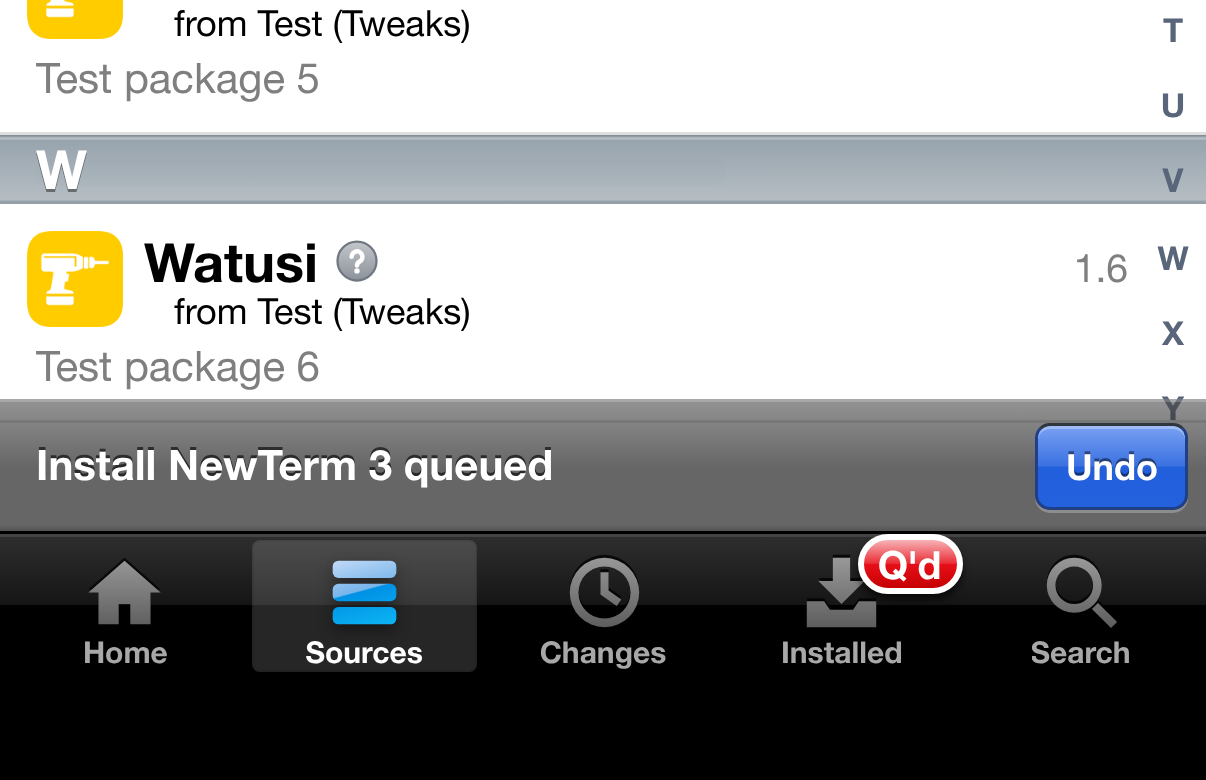 from Test (Tweaks)
Test package 5
T
U
V
W
Watusi ?
from Test (Tweaks)
1.6
Test package 6
W
X
Y
Install NewTerm 3 queued
Undo
Q'd
Home
Sources
Changes
Installed
Search